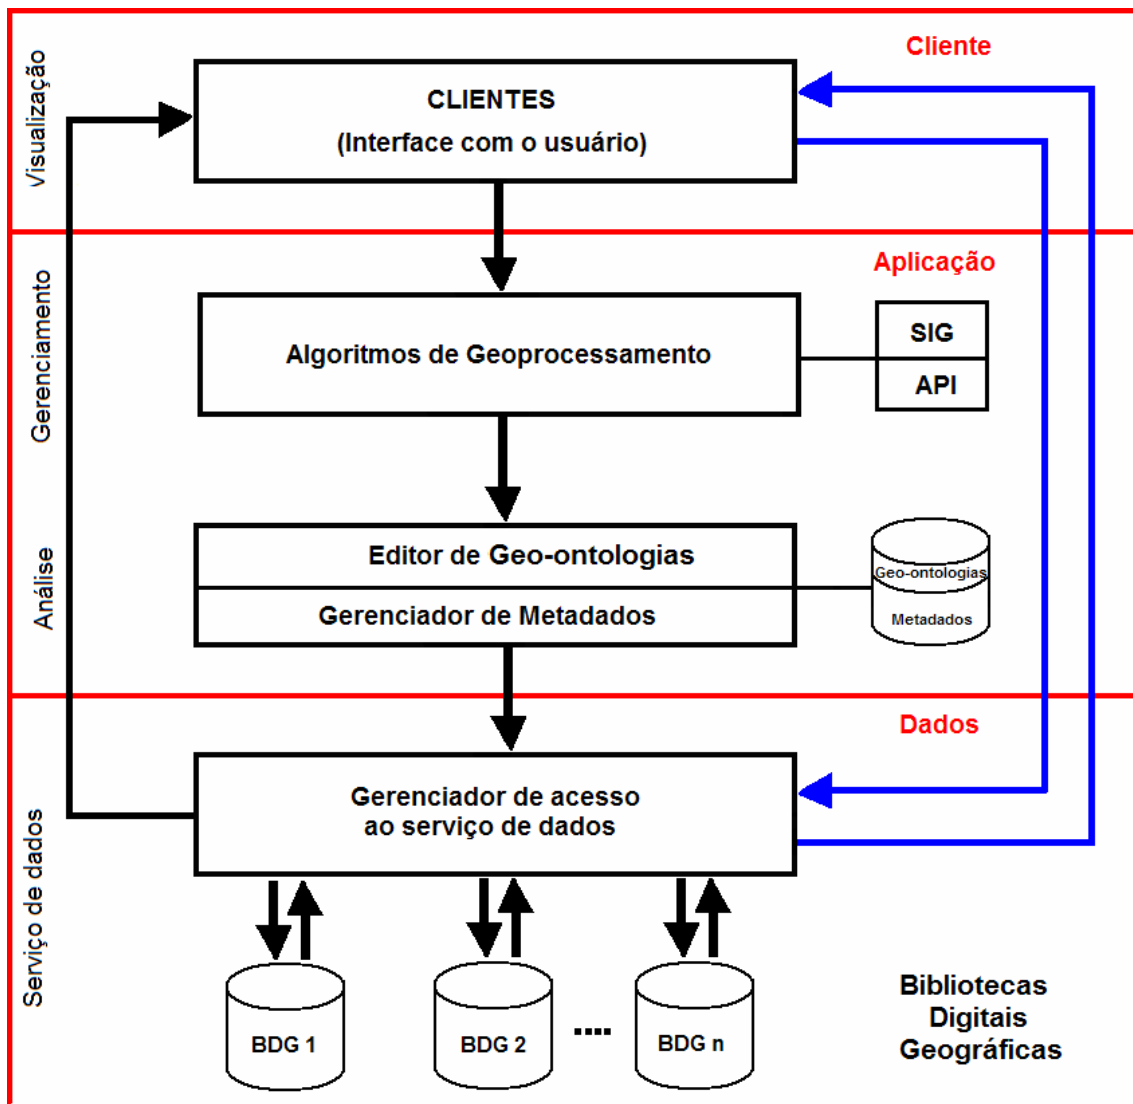 Visualização
Cliente
CLIENTES
(Interface com o usuário)
Gerenciamento
Aplicação
Algoritmos de Geoprocessamento
SIG
API
Análise
Editor de Geo-ontologias
Gerenciador de Metadados
Geo-ontologias
Metadados
Serviço de dados
Dados
Gerenciador de acesso
ao serviço de dados
BDG 1
BDG 2
....
BDG n
Bibliotecas
Digitais
Geográficas